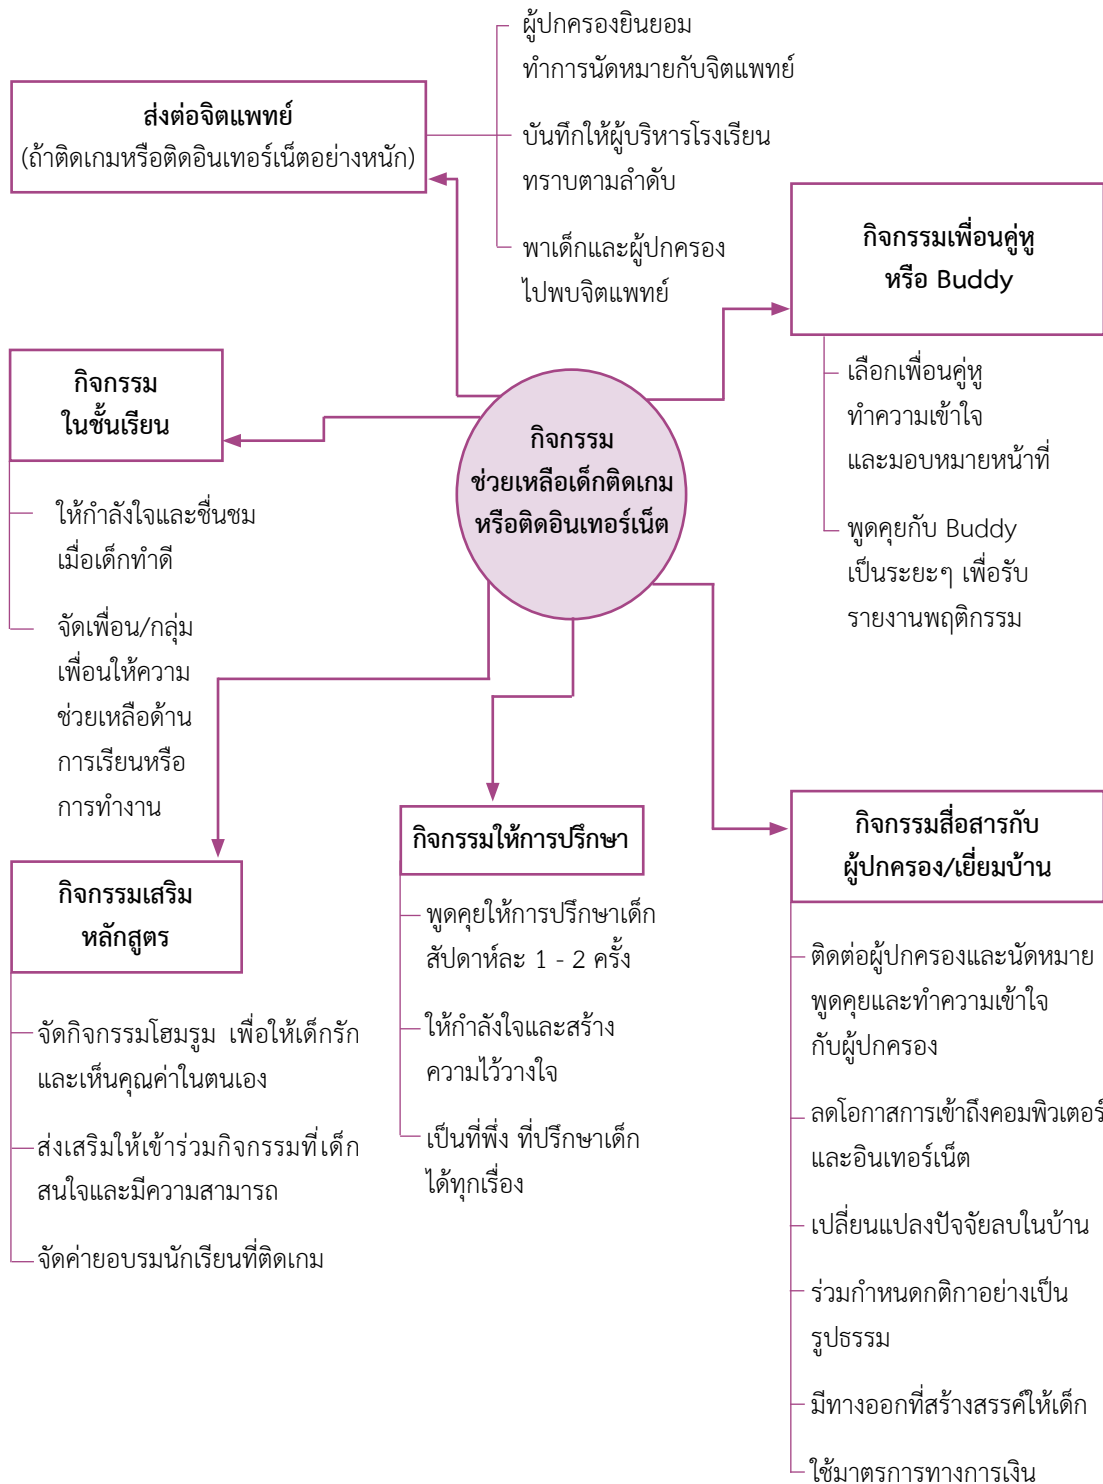 ผู้ปกครองยินยอม
ทำการนัดหมายกับจิตแพทย์
ส่งต่อจิตแพทย์
(ถ้าติดเกมหรือติดอินเทอร์เน็ตอย่างหนัก)
บันทึกให้ผู้บริหารโรงเรียน
ทราบตามลำดับ
พาเด็กและผู้ปกครอง
ไปพบจิตแพทย์
กิจกรรมเพื่อนคู่หู
หรือ Buddy
เลือกเพื่อนคู่หู
ทำความเข้าใจ
และมอบหมายหน้าที่
พูดคุยกับ Buddy
เป็นระยะๆ เพื่อรับ
รายงานพฤติกรรม
กิจกรรม
ในชั้นเรียน
ให้กำลังใจและชื่นชม
เมื่อเด็กทำดี
จัดเพื่อน/กลุ่ม
เพื่อนให้ความ
ช่วยเหลือด้าน
การเรียนหรือ
การทำงาน
กิจกรรม
ช่วยเหลือเด็กติดเกม
หรือติดอินเทอร์เน็ต
กิจกรรมเสริม
หลักสูตร
จัดกิจกรรมโฮมรูม เพื่อให้เด็กรัก
และเห็นคุณค่าในตนเอง
ส่งเสริมให้เข้าร่วมกิจกรรมที่เด็ก
สนใจและมีความสามารถ
จัดค่ายอบรมนักเรียนที่ติดเกม
กิจกรรมให้การปรึกษา
พูดคุยให้การปรึกษาเด็ก
สัปดาห์ละ 1 - 2 ครั้ง
ให้กำลังใจและสร้าง
ความไว้วางใจ
เป็นที่พึ่ง ที่ปรึกษาเด็ก
ได้ทุกเรื่อง
กิจกรรมสื่อสารกับ
ผู้ปกครอง/เยี่ยมบ้าน
ติดต่อผู้ปกครองและนัดหมาย
พูดคุยและทำความเข้าใจ
กับผู้ปกครอง
ลดโอกาสการเข้าถึงคอมพิวเตอร์
และอินเทอร์เน็ต
เปลี่ยนแปลงปัจจัยลบในบ้าน
ร่วมกำหนดกติกาอย่างเป็น
รูปธรรม
มีทางออกที่สร้างสรรค์ให้เด็ก
ใช้มาตรการทางการเงิน